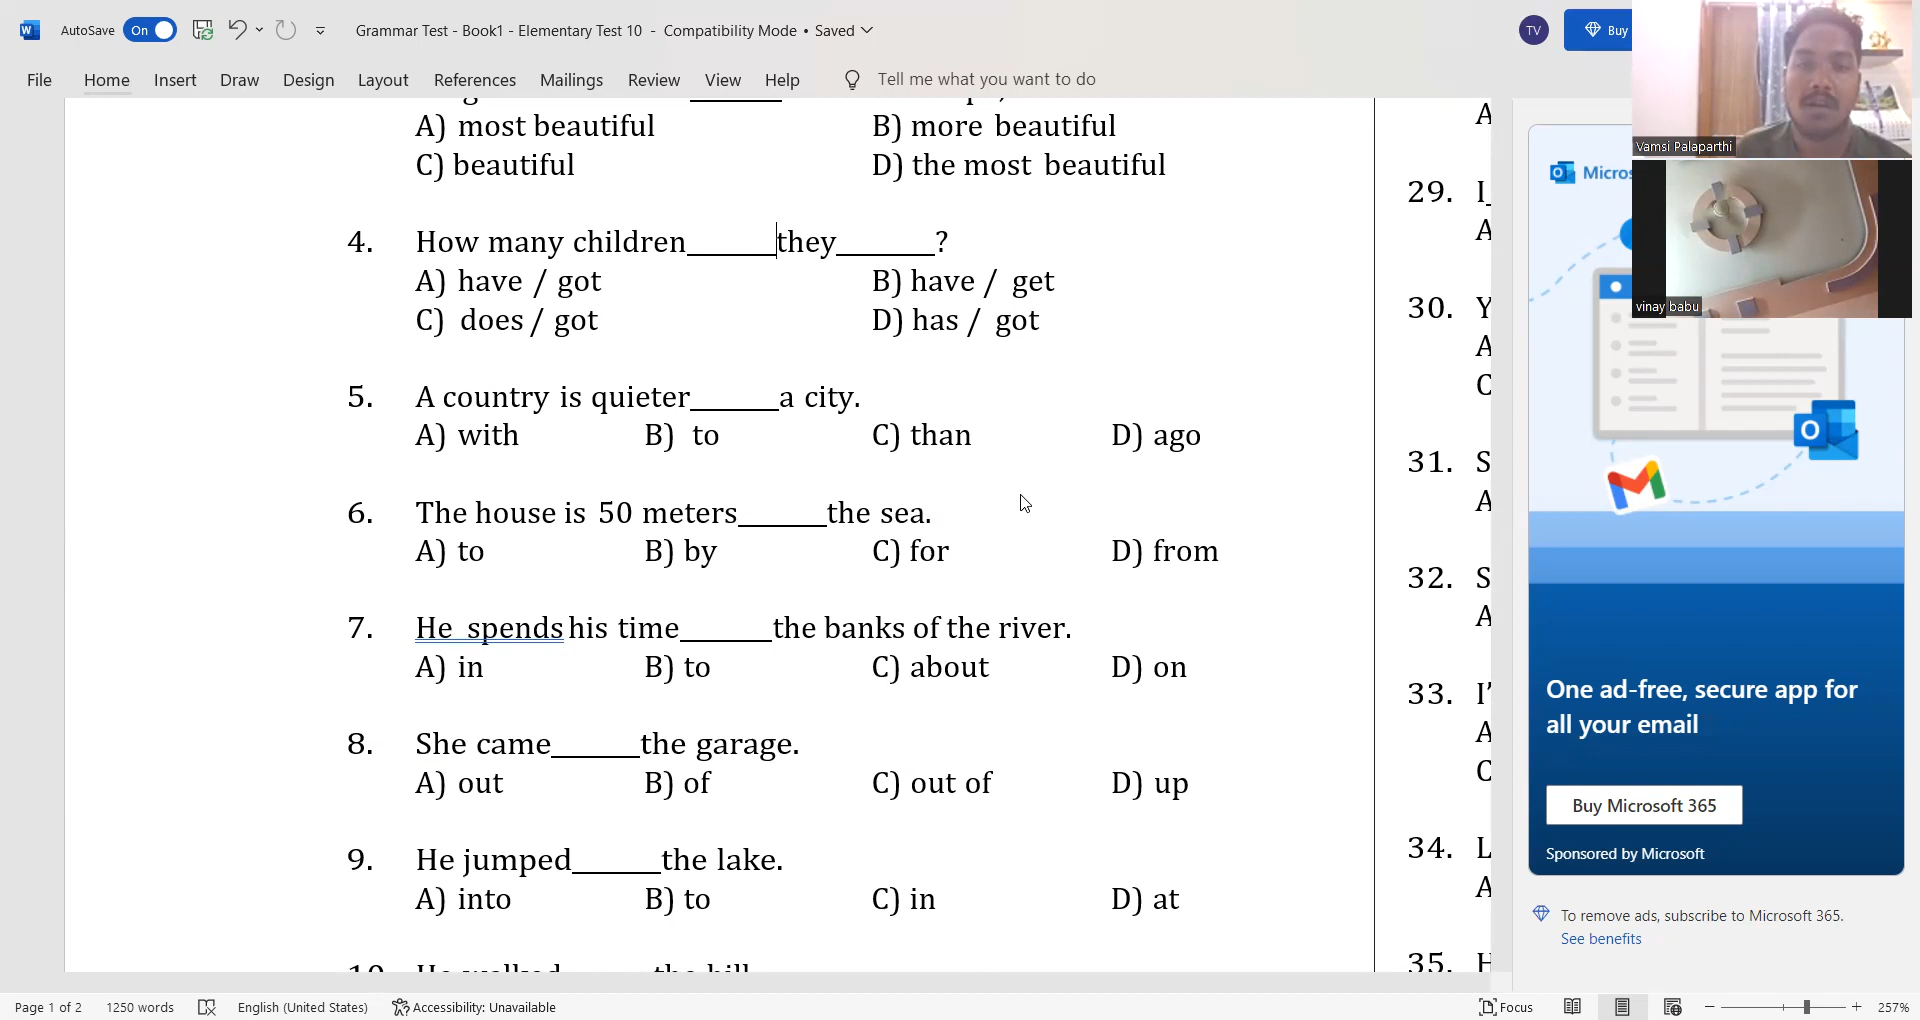 AutoSave On Grammar Test - Book1 - Elementary Test 10 - Compatibility Mode • Saved TV Buy
File Home Insert Draw Design Layout References Mailings Review View Help Tell me what you want to do
A) most beautiful B) more beautiful
C) beautiful D) the most beautiful
4. How many children______they______?
A) have / got B) have / get
C) does / got D) has / got
5. A country is quieter______a city.
A) with B) to C) than D) ago
6. The house is 50 meters______the sea.
A) to B) by C) for D) from
7. He spends his time______the banks of the river.
A) in B) to C) about D) on
8. She came______the garage.
A) out B) of C) out of D) up
9. He jumped______the lake.
A) into B) to C) in D) at
10. He walked______the hill
A
29. I_
A
30. Y
A
C
31. S
A
32. S
A
33. I’
A
C
34. L
A
35. H
Vamsi Palaparthi
vinay babu
Micros
One ad-free, secure app for
all your email
Buy Microsoft 365
Sponsored by Microsoft
To remove ads, subscribe to Microsoft 365.
See benefits
Page 1 of 2 1250 words English (United States) Accessibility: Unavailable Focus 257%